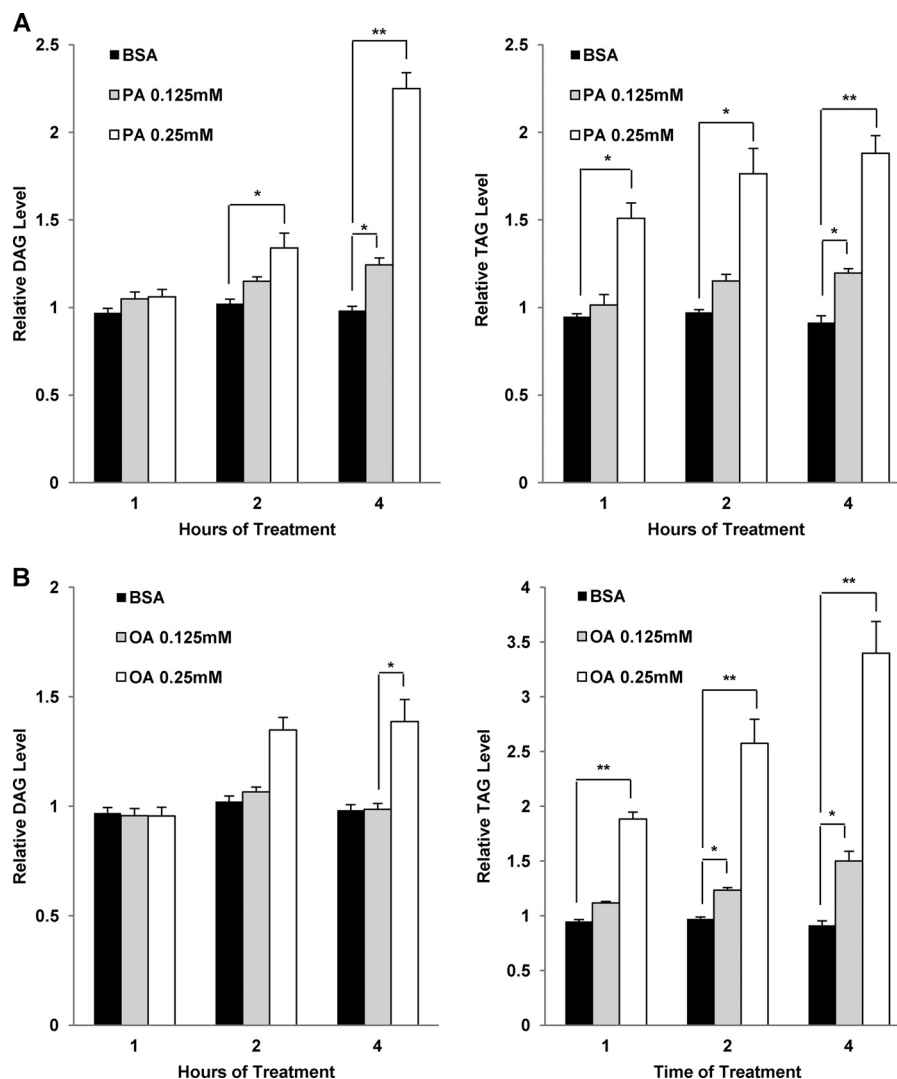 A
Relative DAG Level
2.5
2
1.5
1
0.5
0
BSA
PA 0.125mM
PA 0.25mM
*
*
**
1 2 4
Hours of Treatment
Relative TAG Level
2.5
2
1.5
1
0.5
0
BSA
PA 0.125mM
PA 0.25mM
*
*
*
**
1 2 4
Hours of Treatment
B
Relative DAG Level
2
1.5
1
0.5
0
BSA
OA 0.125mM
OA 0.25mM
*
1 2 4
Hours of Treatment
Relative TAG Level
4
3.5
3
2.5
2
1.5
1
0.5
0
BSA
OA 0.125mM
OA 0.25mM
**
*
**
*
**
1 2 4
Time of Treatment